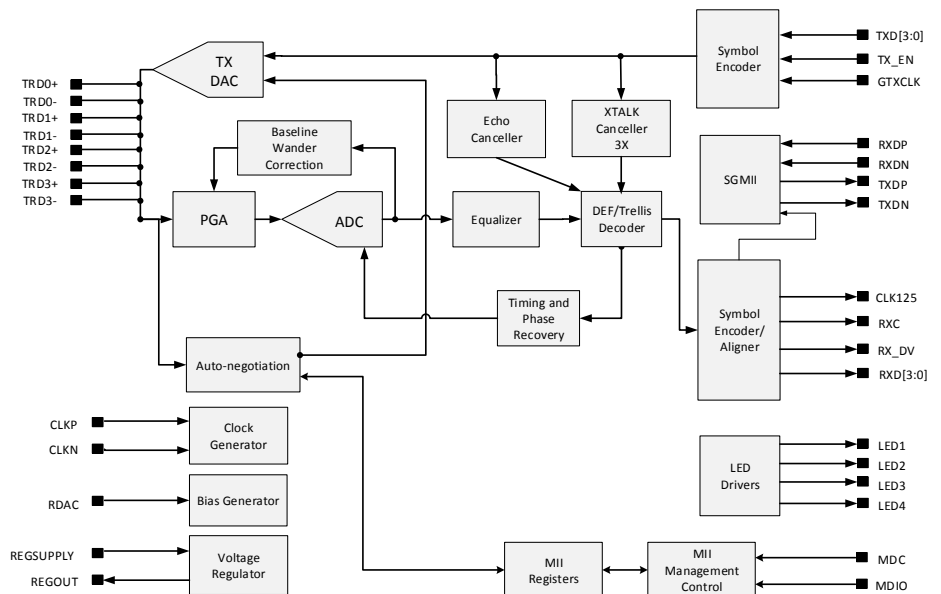 TX
DAC
Symbol
Encoder
TXD[3:0]
TX_EN
GTXCLK
TRD0+
TRD0-
TRD1+
TRD1-
TRD2+
TRD2-
TRD3+
TRD3-
Baseline
Wander
Correction
Echo
Canceller
XTALK
Canceller
3X
SGMII
RXDP
RXDN
TXDP
TXDN
PGA
ADC
Equalizer
DEF/Trellis
Decoder
Timing and
Phase
Recovery
Symbol
Encoder/
Aligner
CLK125
RXC
RX_DV
RXD[3:0]
Auto-negotiation
CLKP
CLKN
Clock
Generator
LED
Drivers
LED1
LED2
LED3
LED4
RDAC
Bias Generator
REGSUPPLY
REGOUT
Voltage
Regulator
MII
Registers
MII
Management
Control
MDC
MDIO